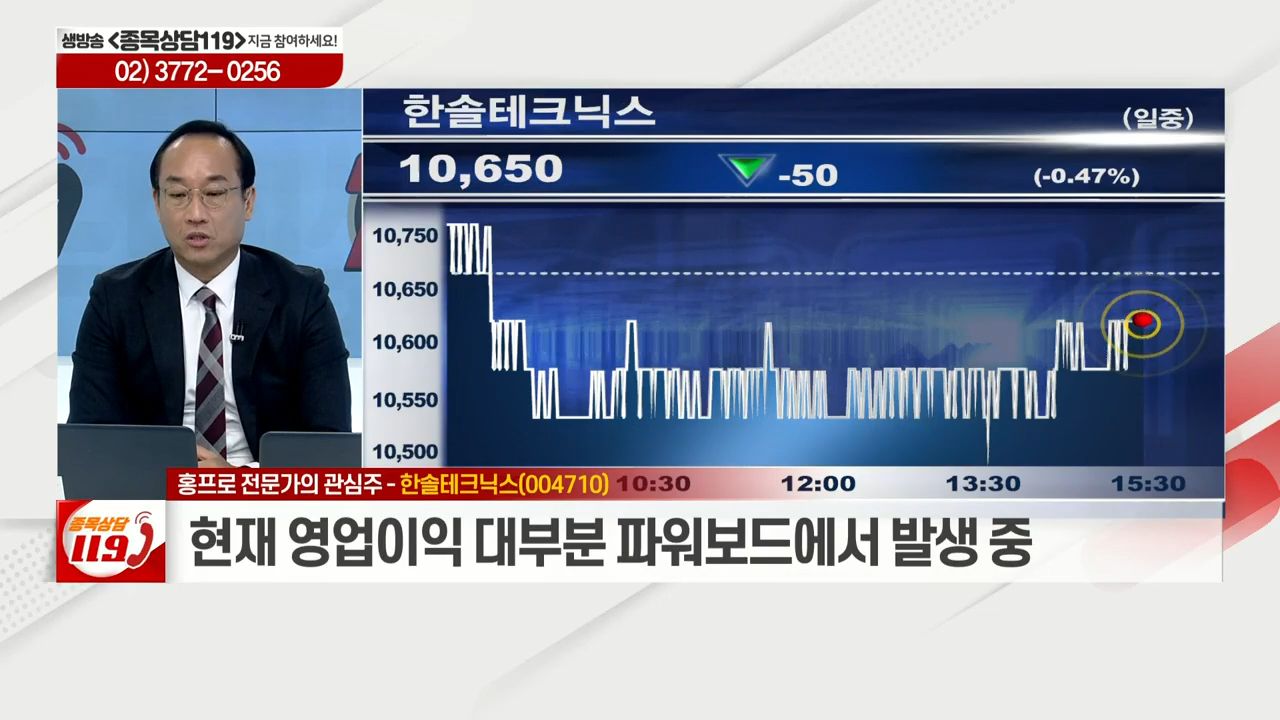 생방송 <종목상담119> 지금 참여하세요!
02) 3772-0256
한솔테크닉스
(일중)
10,650 -50 (-0.47%)
10,750
10,650
10,600
10,550
10,500
10:30 12:00 13:30 15:30
홍프로 전문가의 관심주 - 한솔테크닉스(004710)
종목상담
119
현재 영업이익 대부분 파워보드에서 발생 중